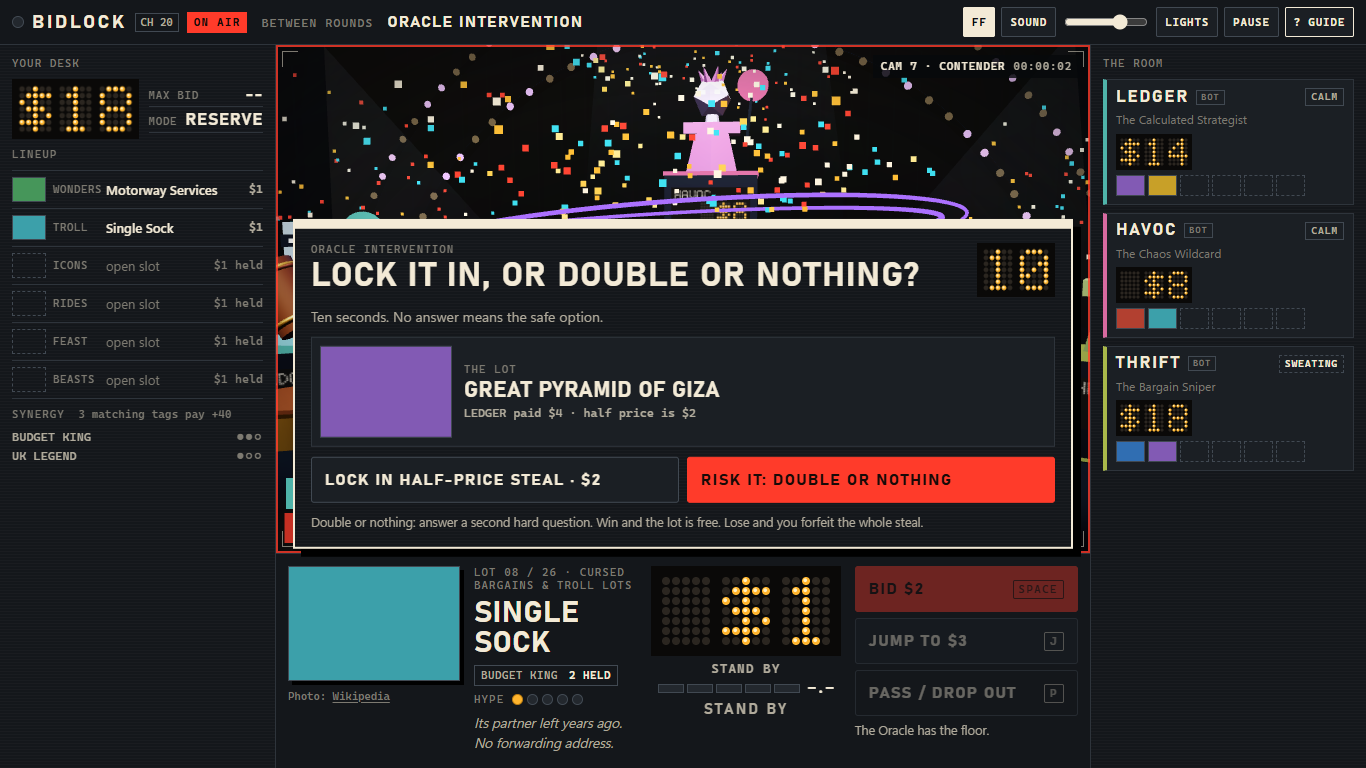 BIDLOCK CH 20 ON AIR BETWEEN ROUNDS ORACLE INTERVENTION FF SOUND LIGHTS PAUSE ? GUIDE
YOUR DESK
$18
MAX BID --
MODE RESERVE
LINEUP
WONDERS Motorway Services $1
TROLL Single Sock $1
ICONS open slot $1 held
RIDES open slot $1 held
FEAST open slot $1 held
BEASTS open slot $1 held
SYNERGY 3 matching tags pay +40
BUDGET KING
UK LEGEND
CAM 7 · CONTENDER 00:00:02
HAVOC
ORACLE INTERVENTION
LOCK IT IN, OR DOUBLE OR NOTHING?
10
Ten seconds. No answer means the safe option.
THE LOT
GREAT PYRAMID OF GIZA
LEDGER paid $4 · half price is $2
LOCK IN HALF-PRICE STEAL · $2
RISK IT: DOUBLE OR NOTHING
Double or nothing: answer a second hard question. Win and the lot is free. Lose and you forfeit the whole steal.
Photo: Wikipedia
LOT 08 / 26 · CURSED
BARGAINS & TROLL LOTS
SINGLE
SOCK
BUDGET KING 2 HELD
HYPE
Its partner left years ago.
No forwarding address.
$1
STAND BY
-.-
STAND BY
BID $2 SPACE
JUMP TO $3 J
PASS / DROP OUT P
The Oracle has the floor.
THE ROOM
LEDGER BOT CALM
The Calculated Strategist
$14
HAVOC BOT CALM
The Chaos Wildcard
$8
THRIFT BOT SWEATING
The Bargain Sniper
$18